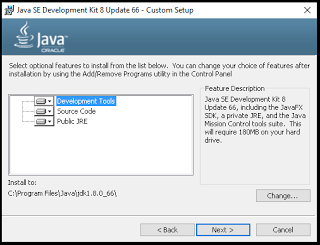 Java SE Development Kit 8 Update 66 - Custom Setup
Java
ORACLE
Select optional features to install from the list below. You can change your choice of features after
installation by using the Add/Remove Programs utility in the Control Panel
Development Tools
Source Code
Public JRE
Feature Description
Java SE Development Kit 8
Update 66, including the JavaFX
SDK, a private JRE, and the Java
Mission Control tools suite. This
will require 180MB on your hard
drive.
Install to:
C:\Program Files\Java\jdk1.8.0_66\
Change...
< Back
Next >
Cancel